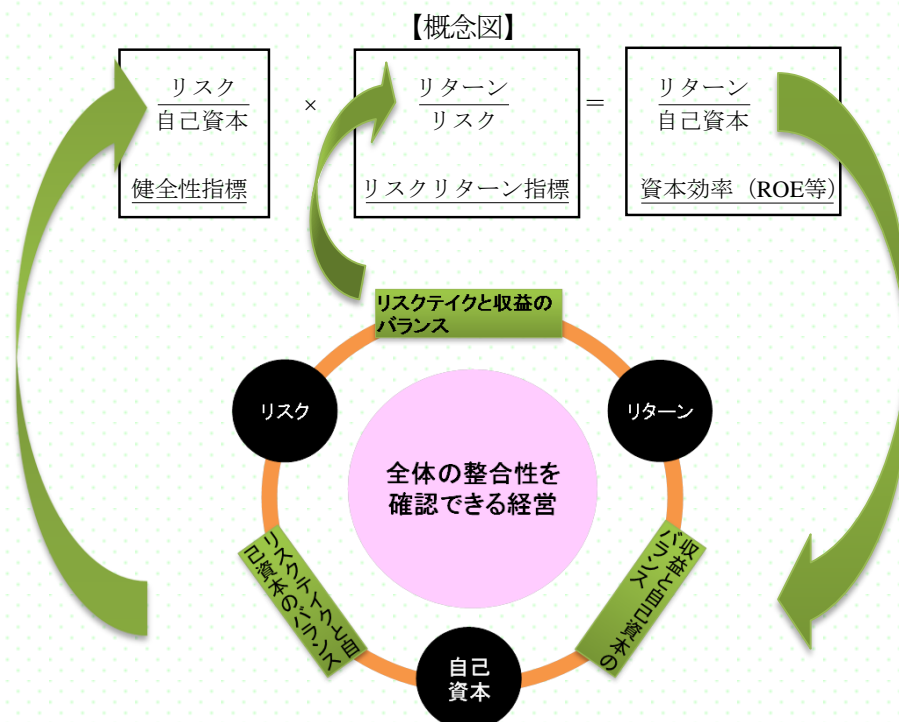 【概念図】
リスク
自己資本
×
リターン
リスク
=
リターン
自己資本
健全性指標
リスクリターン指標
資本効率（ROE等）
リスクテイクと収益の
バランス
リスク
リターン
全体の整合性を
確認できる経営
リスクテイクと自
己資本のバランス
収益と自己資本の
バランス
自己
資本